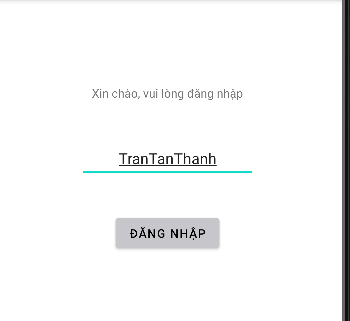 Xin chào, vui lòng đăng nhập
TranTanThanh
ĐĂNG NHẬP